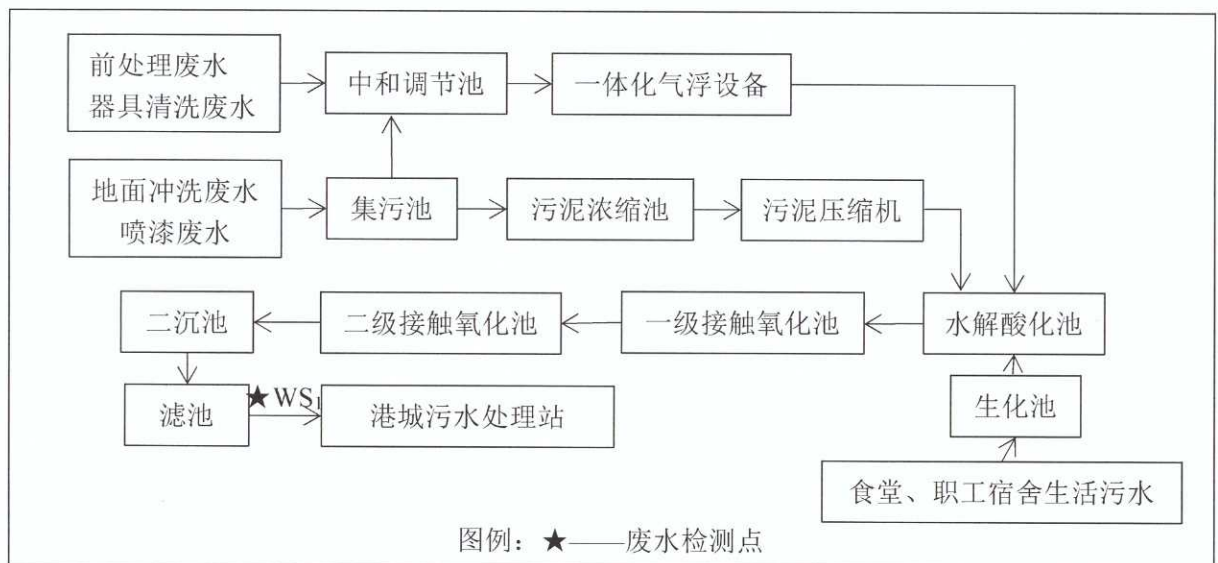 前处理废水
器具清洗废水
中和调节池
一体化气浮设备
地面冲洗废水
喷漆废水
集污池
污泥浓缩池
污泥压缩机
二沉池
二级接触氧化池
一级接触氧化池
水解酸化池
滤池
★WS1
港城污水处理站
生化池
食堂、职工宿舍生活污水
图例：★——废水检测点